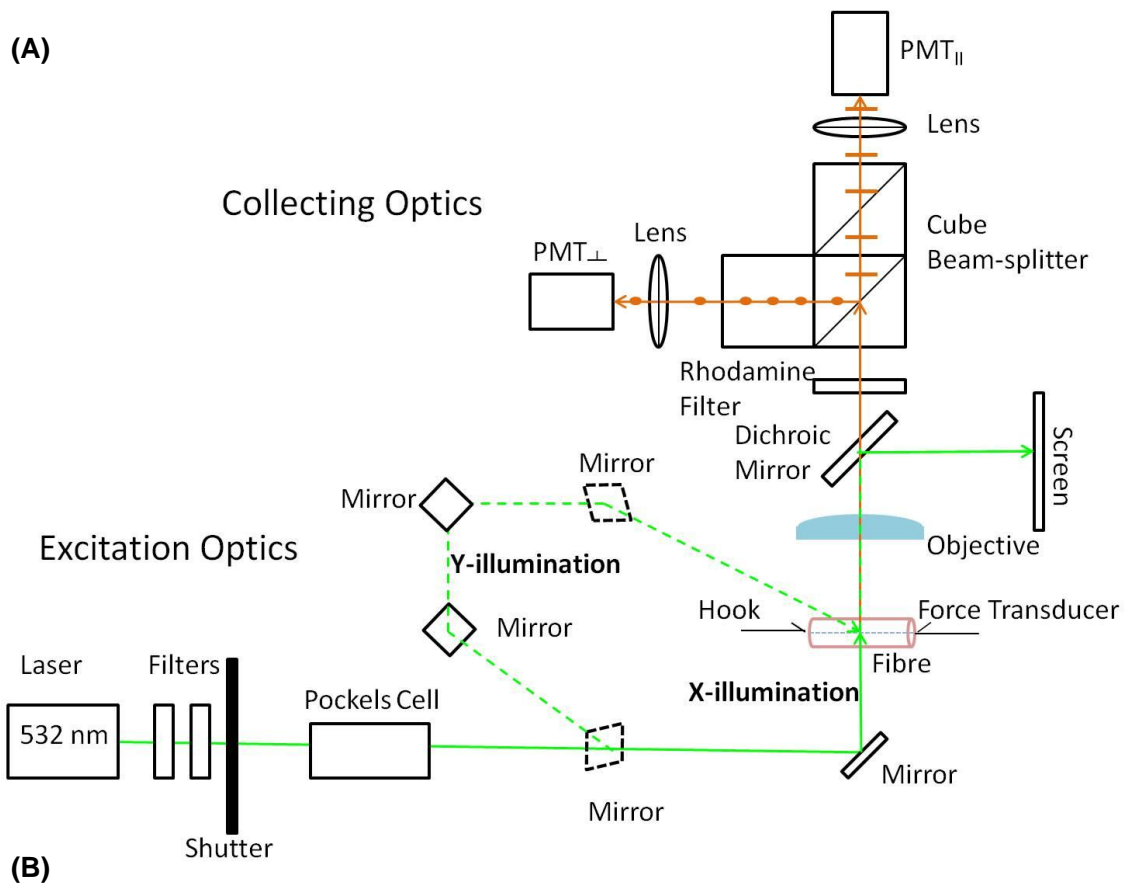 (A)
PMT||
Lens
Collecting Optics
Cube
Beam-splitter
PMT⊥
Lens
Rhodamine
Filter
Dichroic
Mirror
Screen
Mirror
Mirror
Excitation Optics
Y-illumination
Objective
Mirror
Hook
Force Transducer
Fibre
Laser
Filters
Pockels Cell
X-illumination
532 nm
Mirror
Mirror
Shutter
(B)